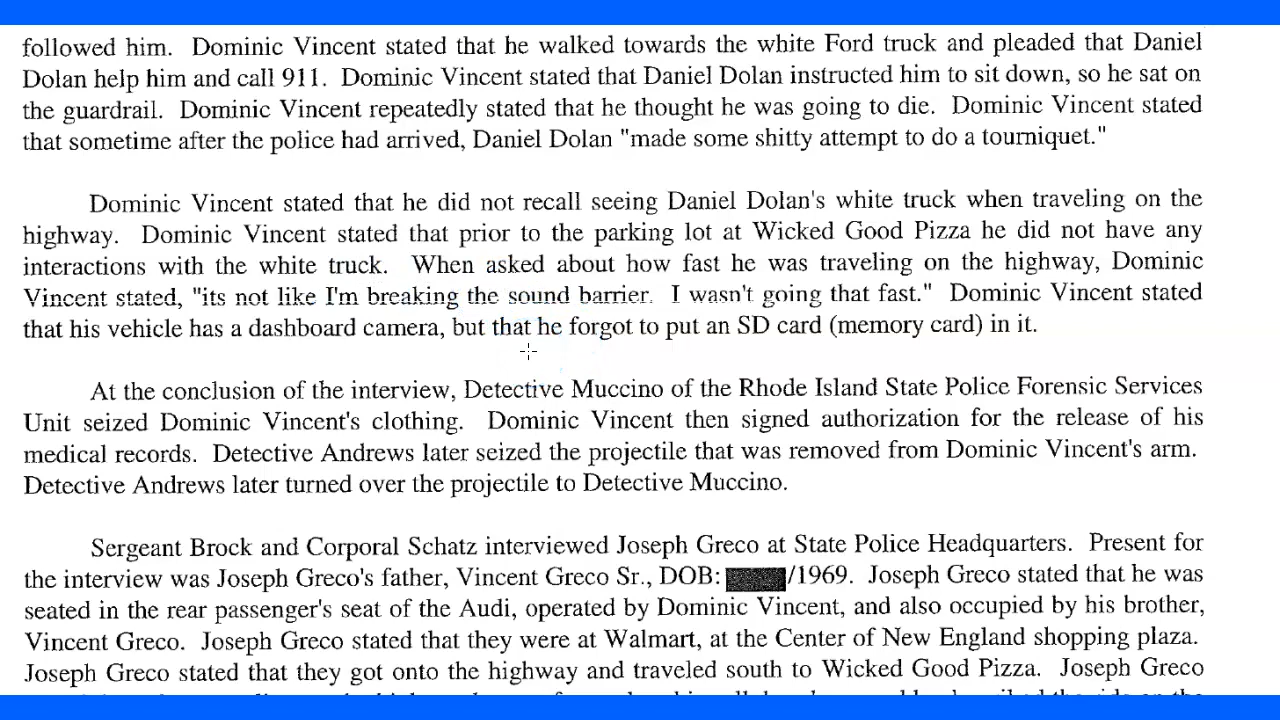 followed him. Dominic Vincent stated that he walked towards the white Ford truck and pleaded that Daniel
Dolan help him and call 911. Dominic Vincent stated that Daniel Dolan instructed him to sit down, so he sat on
the guardrail. Dominic Vincent repeatedly stated that he thought he was going to die. Dominic Vincent stated
that sometime after the police had arrived, Daniel Dolan "made some shitty attempt to do a tourniquet."
Dominic Vincent stated that he did not recall seeing Daniel Dolan's white truck when traveling on the
highway. Dominic Vincent stated that prior to the parking lot at Wicked Good Pizza he did not have any
interactions with the white truck. When asked about how fast he was traveling on the highway, Dominic
Vincent stated, "its not like I'm breaking the sound barrier. I wasn't going that fast." Dominic Vincent stated
that his vehicle has a dashboard camera, but that he forgot to put an SD card (memory card) in it.
At the conclusion of the interview, Detective Muccino of the Rhode Island State Police Forensic Services
Unit seized Dominic Vincent's clothing. Dominic Vincent then signed authorization for the release of his
medical records. Detective Andrews later seized the projectile that was removed from Dominic Vincent's arm.
Detective Andrews later turned over the projectile to Detective Muccino.
Sergeant Brock and Corporal Schatz interviewed Joseph Greco at State Police Headquarters. Present for
the interview was Joseph Greco's father, Vincent Greco Sr., DOB: /1969. Joseph Greco stated that he was
seated in the rear passenger's seat of the Audi, operated by Dominic Vincent, and also occupied by his brother,
Vincent Greco. Joseph Greco stated that they were at Walmart, at the Center of New England shopping plaza.
Joseph Greco stated that they got onto the highway and traveled south to Wicked Good Pizza. Joseph Greco